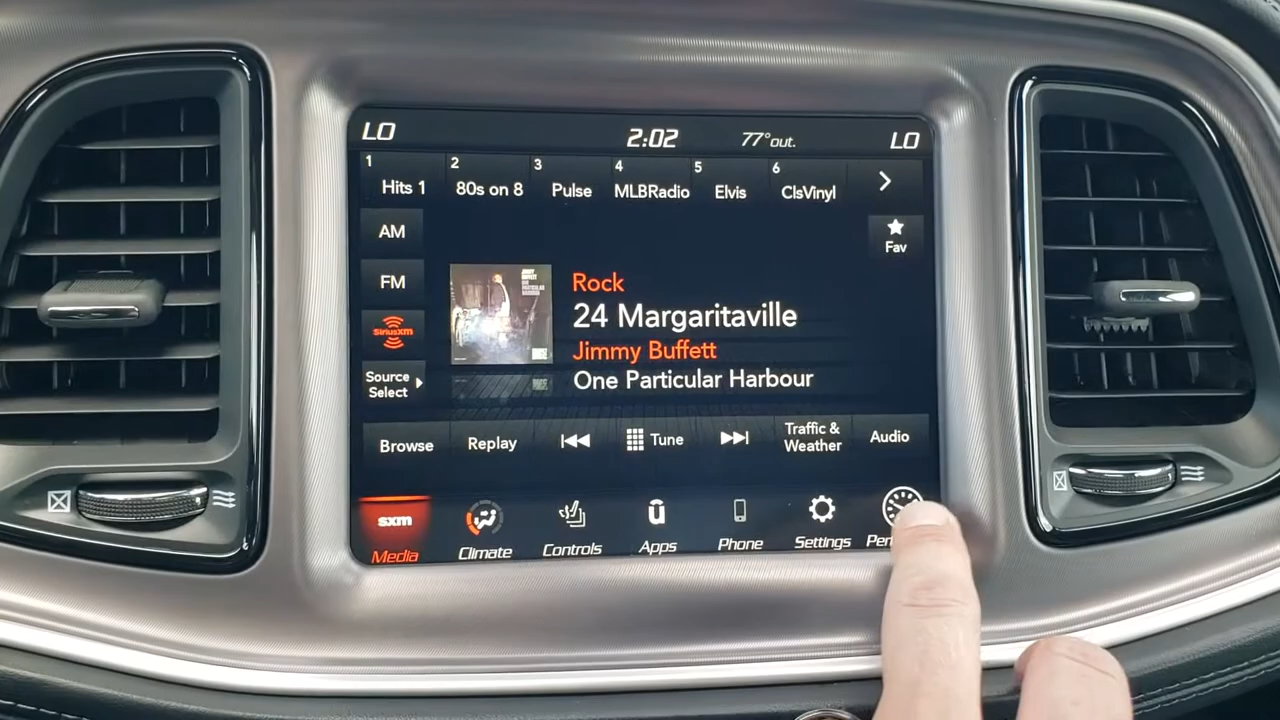 LO 2:02 77°out. LO
1 2 3 4 5 6
Hits 1 80s on 8 Pulse MLBRadio Elvis ClsVinyl
AM
Fav
FM
SiriusXM
Source
Select
Rock
24 Margaritaville
Jimmy Buffett
One Particular Harbour
Browse Replay Tune Traffic &
Weather Audio
sxm
Media Climate Controls Apps Phone Settings